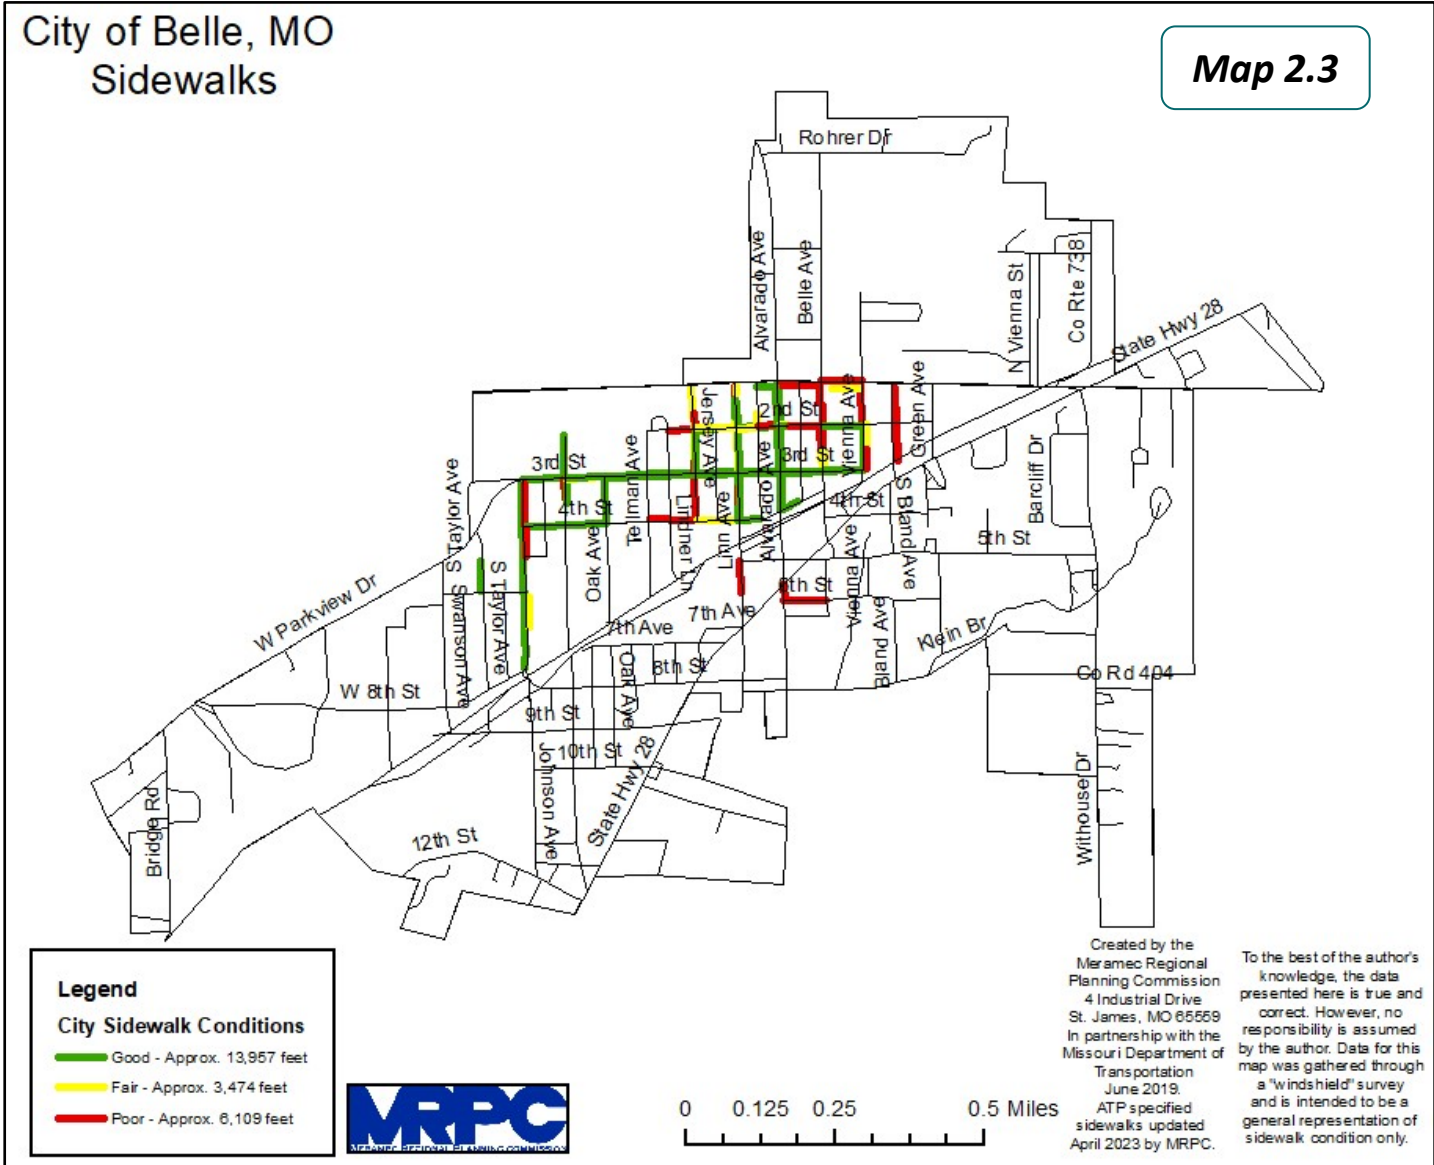 City of Belle, MO
Sidewalks
Map 2.3
Rohrer Dr
Alvarado Ave
Belle Ave
N Vienna St
Co Rte 738
State Hwy 28
Jersey Ave
2nd St
Vienna Ave
Green Ave
3rd St
3rd St
Telman Ave
Alvarado Ave
S Taylor Ave
4th St
Lindner Ln
Linn Ave
4th St
S Bland Ave
Barcliff Dr
5th St
Oak Ave
6th St
Vienna Ave
S Taylor Ave
Swanson Ave
W Parkview Dr
7th Ave
7th Ave
Bland Ave
Klein Br
8th St
Oak Ave
Co Rd 404
W 8th St
9th St
10th St
Johnson Ave
State Hwy 28
Withouse Dr
Bridge Rd
12th St
Legend
City Sidewalk Conditions
Good - Approx. 13,957 feet
Fair - Approx. 3,474 feet
Poor - Approx. 6,109 feet
MRPC
MERAMEC REGIONAL PLANNING COMMISSION
0 0.125 0.25 0.5 Miles
Created by the
Meramec Regional
Planning Commission
4 Industrial Drive
St. James, MO 65559
In partnership with the
Missouri Department of
Transportation
June 2019.
ATP specified
sidewalks updated
April 2023 by MRPC.
To the best of the author's
knowledge, the data
presented here is true and
correct. However, no
responsibility is assumed
by the author. Data for this
map was gathered through
a "windshield" survey
and is intended to be a
general representation of
sidewalk condition only.